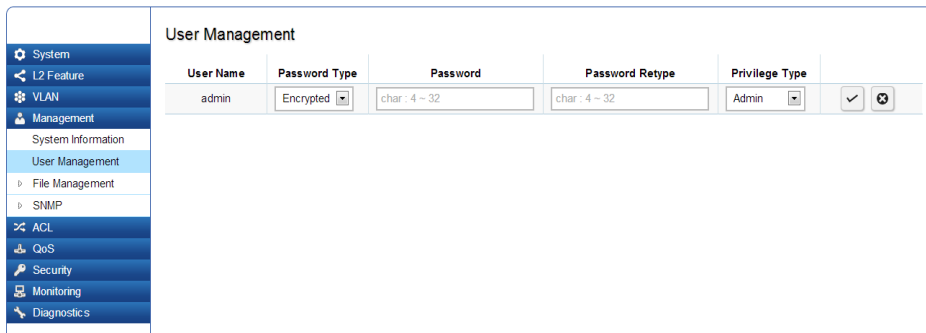 User Management
System
L2 Feature
VLAN
Management
System Information
User Management
File Management
SNMP
ACL
QoS
Security
Monitoring
Diagnostics
User Name Password Type Password Password Retype Privilege Type
admin Encrypted char : 4 ~ 32 char : 4 ~ 32 Admin